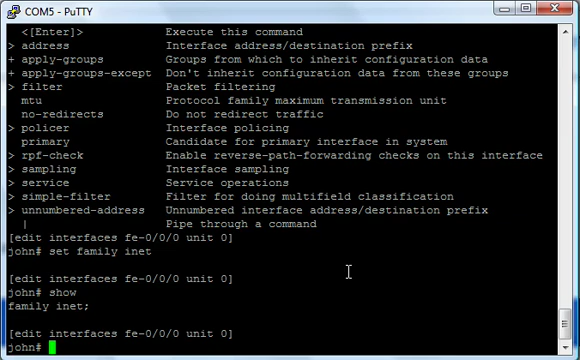 COM5 - PuTTY
<[Enter]> Execute this command
> address Interface address/destination prefix
+ apply-groups Groups from which to inherit configuration data
+ apply-groups-except Don't inherit configuration data from these groups
> filter Packet filtering
mtu Protocol family maximum transmission unit
no-redirects Do not redirect traffic
> policer Interface policing
primary Candidate for primary interface in system
> rpf-check Enable reverse-path-forwarding checks on this interface
> sampling Interface sampling
> service Service operations
> simple-filter Filter for doing multifield classification
> unnumbered-address Unnumbered interface address/destination prefix
| Pipe through a command
[edit interfaces fe-0/0/0 unit 0]
john# set family inet
[edit interfaces fe-0/0/0 unit 0]
john# show
family inet;
[edit interfaces fe-0/0/0 unit 0]
john#